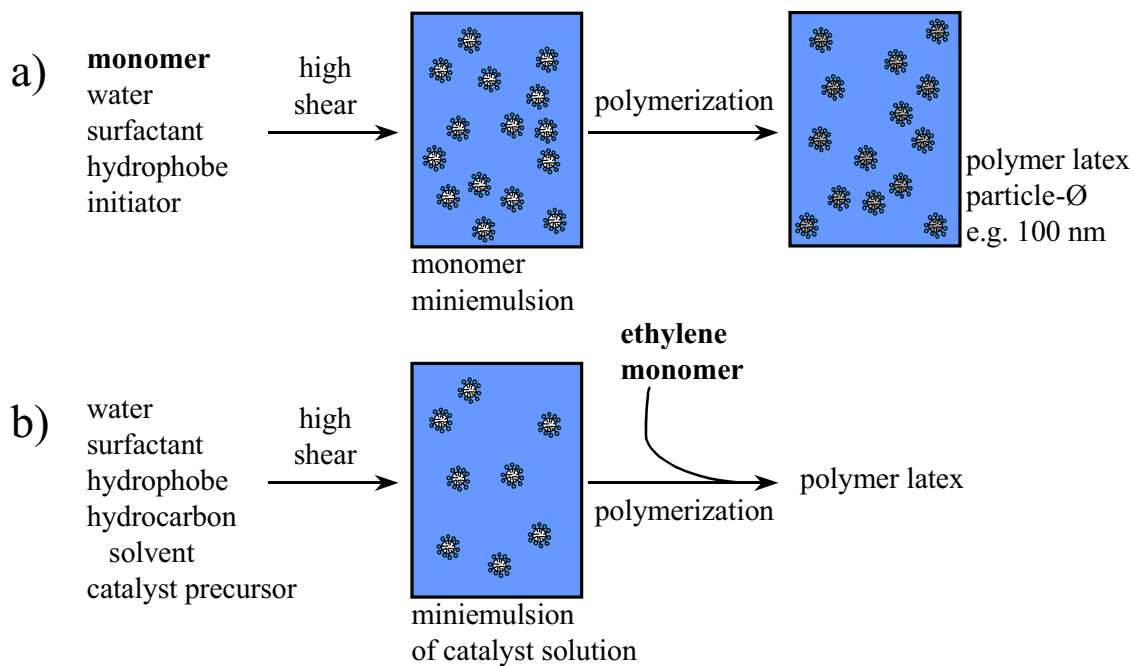 a)
monomer
water
surfactant
hydrophobe
initiator
high
shear
monomer
miniemulsion
polymerization
polymer latex
particle-Ø
e.g. 100 nm
b)
water
surfactant
hydrophobe
hydrocarbon
solvent
catalyst precursor
high
shear
miniemulsion
of catalyst solution
ethylene
monomer
polymerization
polymer latex